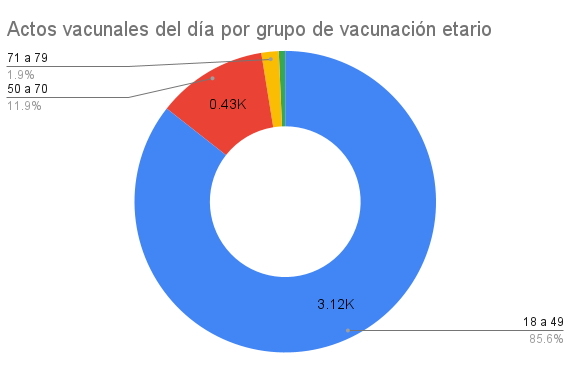 Actos vacunales del día por grupo de vacunación etario
71 a 79
1.9%
50 a 70
11.9%
0.43K
3.12K
18 a 49
85.6%